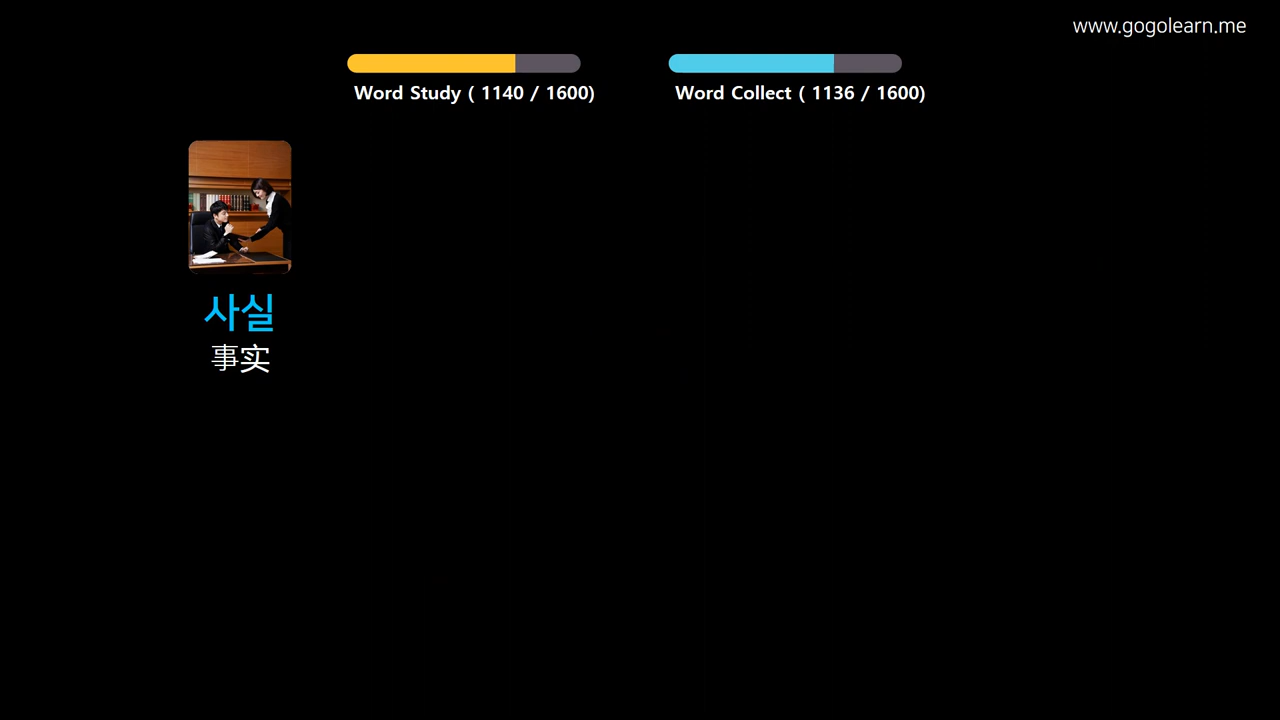 www.gogolearn.me
Word Study ( 1140 / 1600)
Word Collect ( 1136 / 1600)
사실
事实